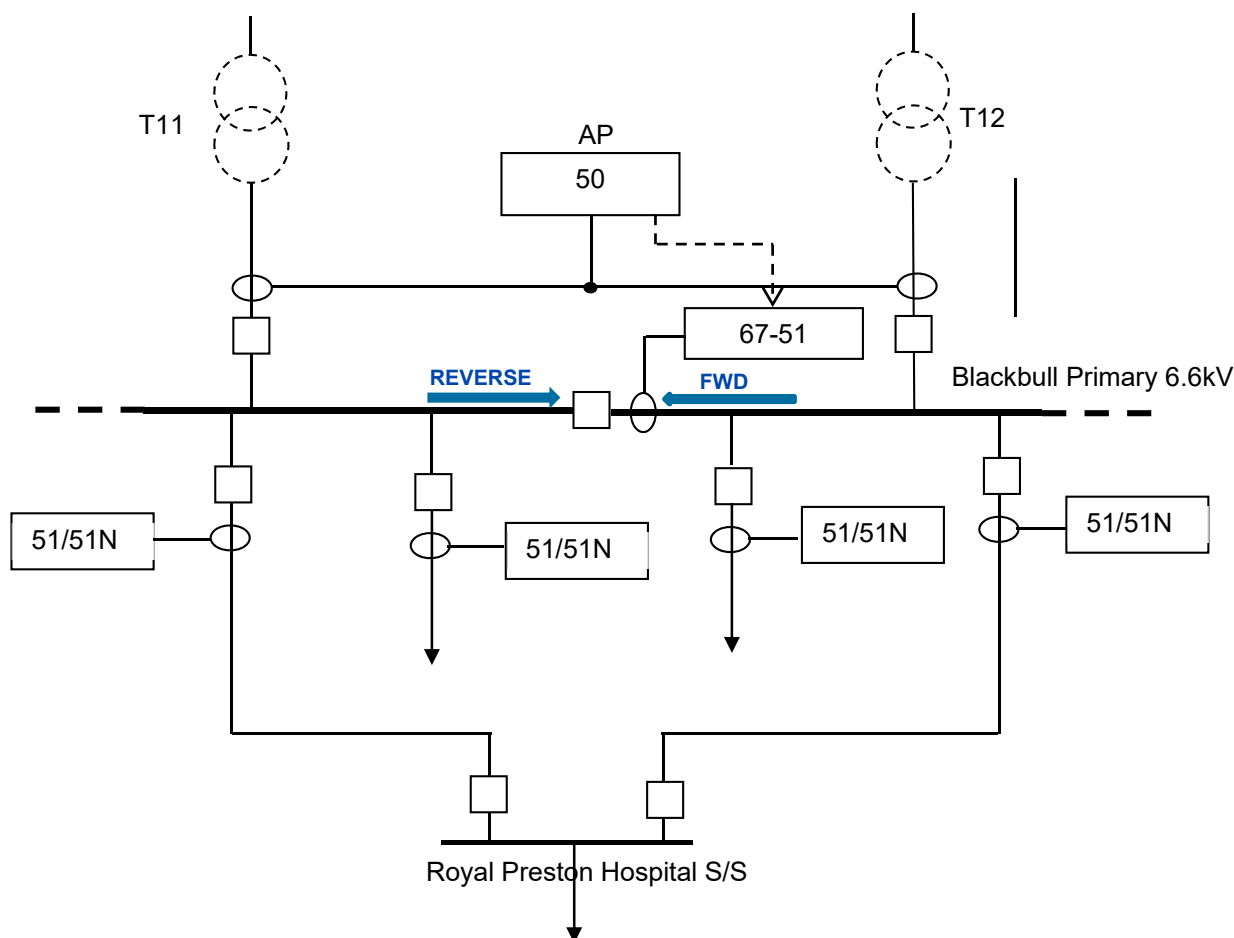 T11
T12
AP
50
67-51
REVERSE
FWD
Blackbull Primary 6.6kV
51/51N
51/51N
51/51N
51/51N
Royal Preston Hospital S/S